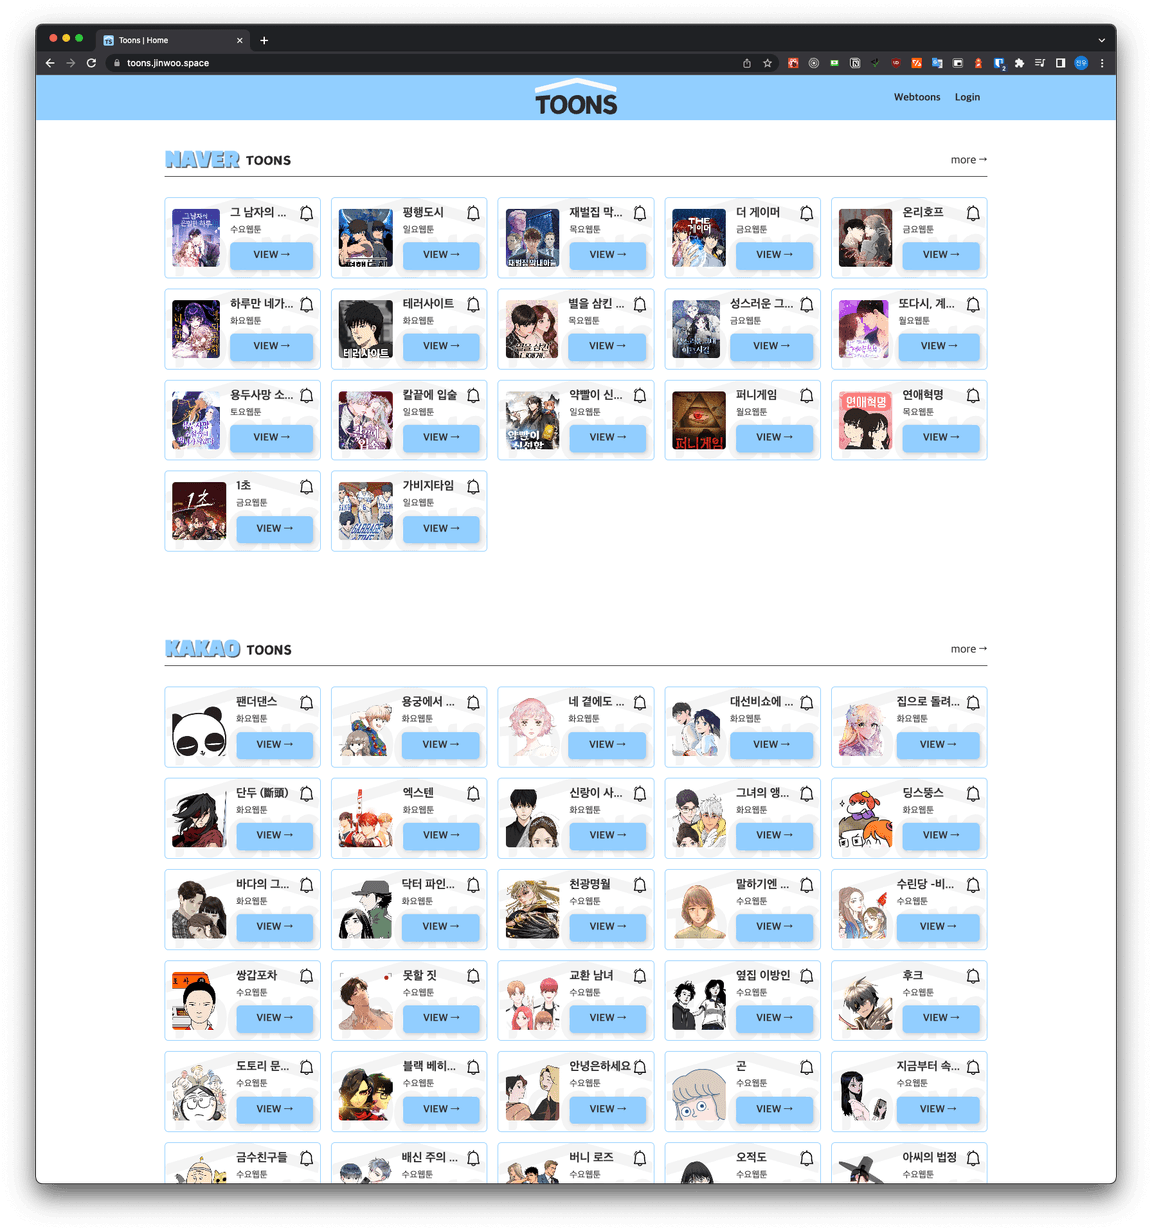 Toons | Home
toons.jinwoo.space
TOONS
Webtoons Login
NAVER TOONS
more →
그 남자의 ...
수요웹툰
VIEW →
평행도시
일요웹툰
VIEW →
재벌집 막...
목요웹툰
VIEW →
더 게이머
금요웹툰
VIEW →
온리호프
금요웹툰
VIEW →
하루만 네가...
화요웹툰
VIEW →
테러사이트
화요웹툰
VIEW →
별을 삼킨 ...
목요웹툰
VIEW →
성스러운 그...
금요웹툰
VIEW →
또다시, 계...
월요웹툰
VIEW →
용두사망 소...
토요웹툰
VIEW →
칼끝에 입술
일요웹툰
VIEW →
약빨이 신...
일요웹툰
VIEW →
퍼니게임
월요웹툰
VIEW →
연애혁명
목요웹툰
VIEW →
1초
금요웹툰
VIEW →
가비지타임
일요웹툰
VIEW →
KAKAO TOONS
more →
팬더댄스
화요웹툰
VIEW →
용궁에서 ...
화요웹툰
VIEW →
네 곁에도 ...
화요웹툰
VIEW →
대선비쇼에 ...
화요웹툰
VIEW →
집으로 돌려...
화요웹툰
VIEW →
단두 (斷頭)
화요웹툰
VIEW →
엑스텐
화요웹툰
VIEW →
신랑이 사...
화요웹툰
VIEW →
그녀의 앵...
화요웹툰
VIEW →
딩스뚱스
화요웹툰
VIEW →
바다의 그...
화요웹툰
VIEW →
닥터 파인...
화요웹툰
VIEW →
천광명월
수요웹툰
VIEW →
말하기엔 ...
수요웹툰
VIEW →
수린당 -비...
수요웹툰
VIEW →
쌍갑포차
수요웹툰
VIEW →
못할 짓
수요웹툰
VIEW →
교환 남녀
수요웹툰
VIEW →
옆집 이방인
수요웹툰
VIEW →
후크
수요웹툰
VIEW →
도토리 문...
수요웹툰
VIEW →
블랙 베히...
수요웹툰
VIEW →
안녕은하세요
수요웹툰
VIEW →
곤
수요웹툰
VIEW →
지금부터 속...
수요웹툰
VIEW →
금수친구들
수요웹툰
배신 주의 ...
수요웹툰
버니 로즈
수요웹툰
오적도
수요웹툰
아씨의 법정
수요웹툰